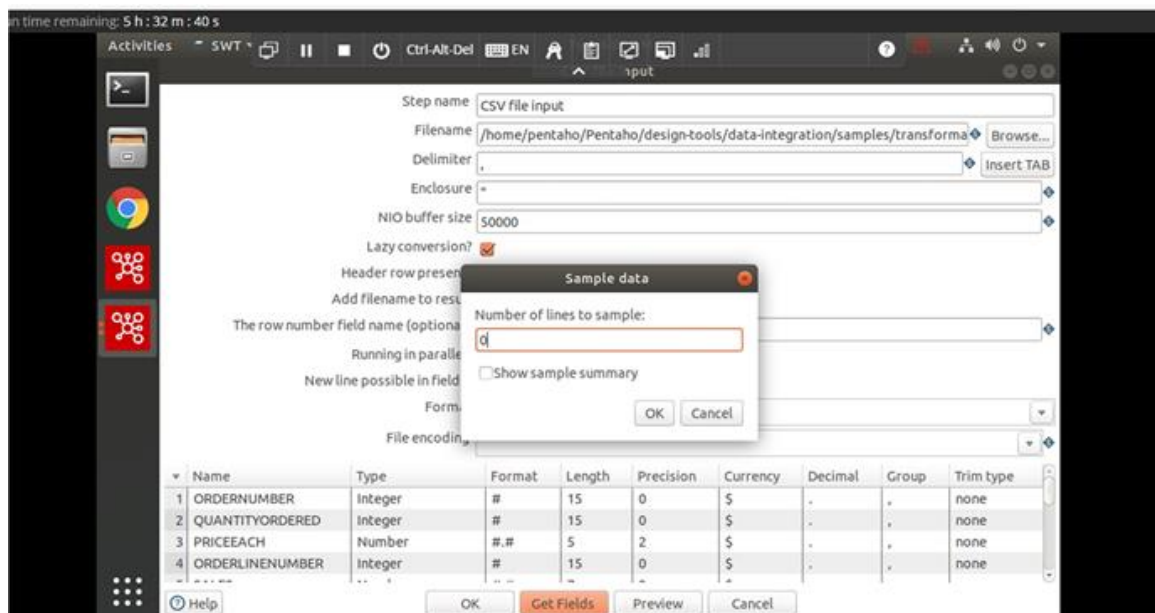 n time remaining: 5 h : 32 m : 40 s
Activities SWT Ctrl-Alt-Del EN
nput
Step name CSV file input
Filename /home/pentaho/Pentaho/design-tools/data-integration/samples/transforma Browse...
Delimiter , Insert TAB
Enclosure "
NIO buffer size 50000
Lazy conversion?
Header row presen
Add filename to resu
The row number field name (optiona
Running in paralle
New line possible in field
Forma
File encoding
Sample data
Number of lines to sample:
0
Show sample summary
OK Cancel
Name Type Format Length Precision Currency Decimal Group Trim type
1 ORDERNUMBER Integer # 15 0 $ . , none
2 QUANTITYORDERED Integer # 15 0 $ . , none
3 PRICEEACH Number #.# 5 2 $ . , none
4 ORDERLINENUMBER Integer # 15 0 $ . , none
Help OK Get Fields Preview Cancel